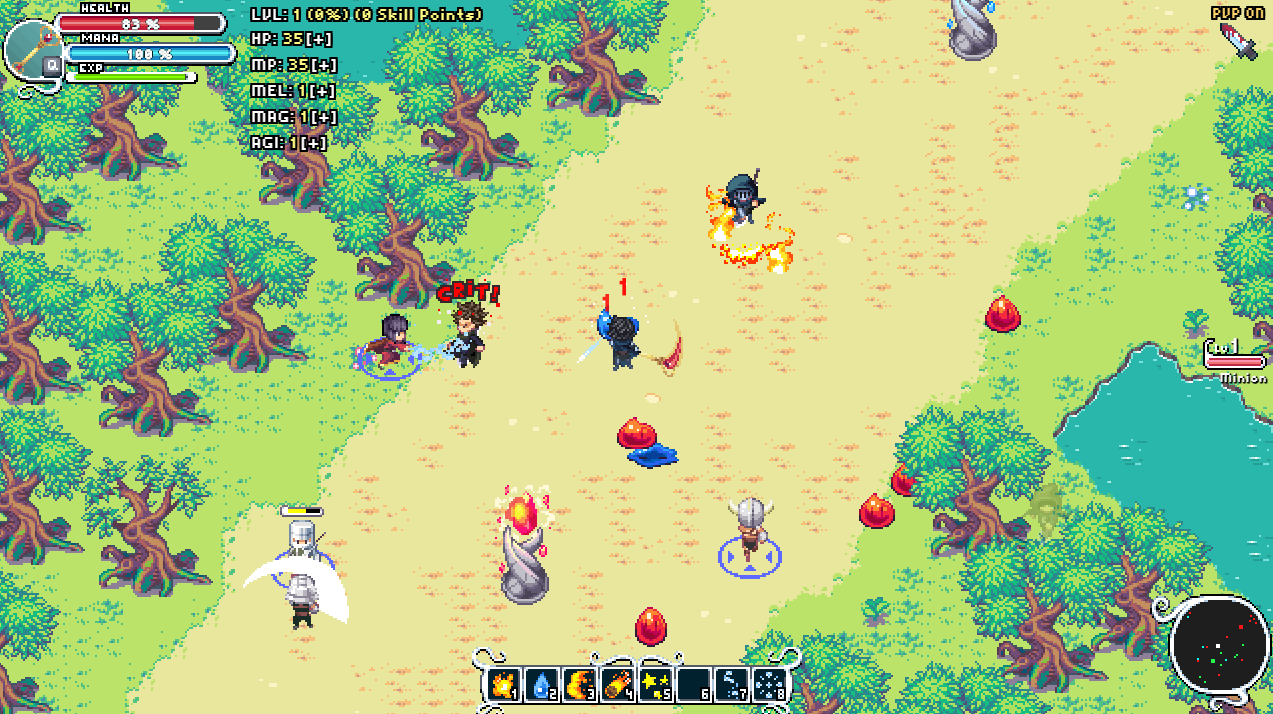 HEALTH
83 %
MANA
100 %
Q
EXP
LVL: 1 (0%) (0 Skill Points)
HP: 35[+]
MP: 35[+]
MEL: 1[+]
MAG: 1[+]
AGI: 1[+]
PVP ON
CRIT!
1
1
Lv1
Minion
1 2 3 4 5 6 7 8